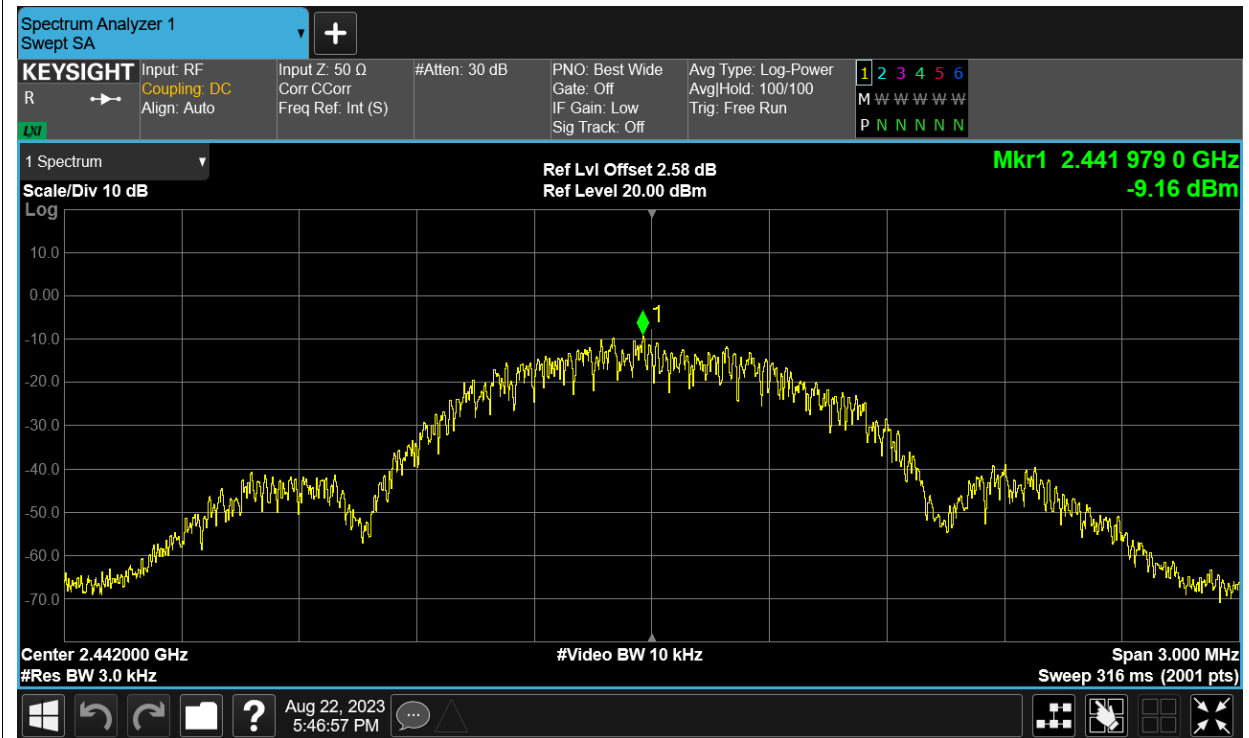 Spectrum Analyzer 1
Swept SA
KEYSIGHT
R
LXI
Input: RF
Coupling: DC
Align: Auto
Input Z: 50 Ω
Corr CCorr
Freq Ref: Int (S)
#Atten: 30 dB
PNO: Best Wide
Gate: Off
IF Gain: Low
Sig Track: Off
Avg Type: Log-Power
Avg|Hold: 100/100
Trig: Free Run
1 2 3 4 5 6
M W W W W W
P N N N N N
1 Spectrum
Scale/Div 10 dB
Log
Ref Lvl Offset 2.58 dB
Ref Level 20.00 dBm
Mkr1 2.441 979 0 GHz
-9.16 dBm
10.0
0.00
-10.0
-20.0
-30.0
-40.0
-50.0
-60.0
-70.0
1
Center 2.442000 GHz
#Res BW 3.0 kHz
#Video BW 10 kHz
Span 3.000 MHz
Sweep 316 ms (2001 pts)
?
Aug 22, 2023
5:46:57 PM